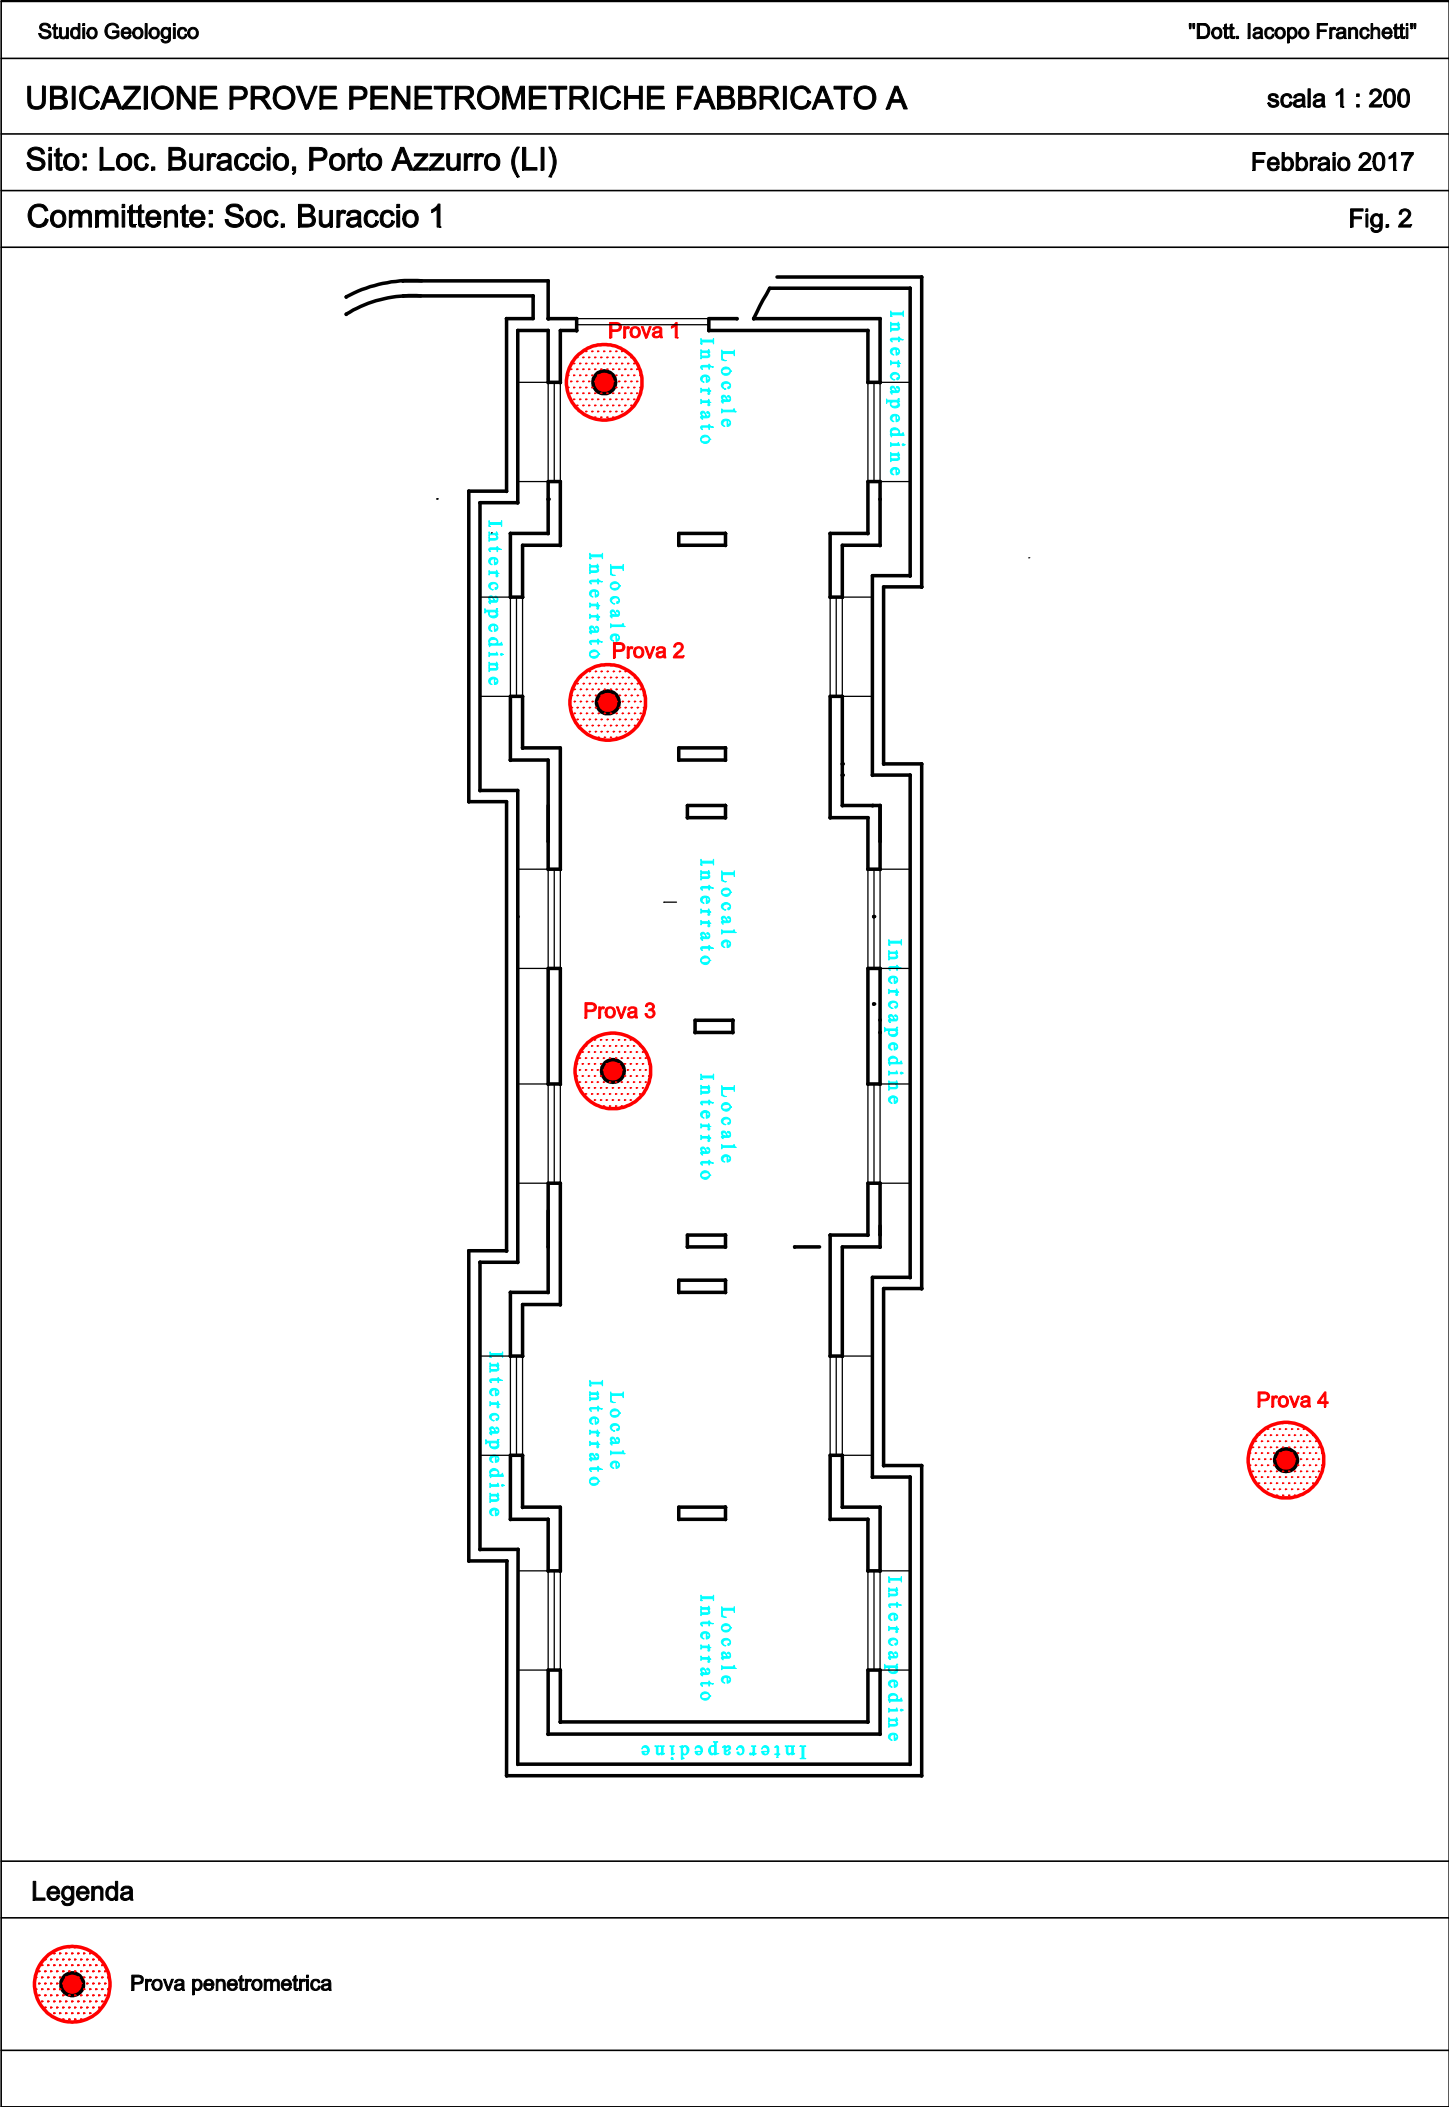 Studio Geologico
"Dott. Iacopo Franchetti"
UBICAZIONE PROVE PENETROMETRICHE FABBRICATO A
scala 1 : 200
Sito: Loc. Buraccio, Porto Azzurro (LI)
Febbraio 2017
Committente: Soc. Buraccio 1
Fig. 2
Prova 1
Locale
Interrato
Intercapedine
Intercapedine
Locale
Interrato
Prova 2
Locale
Interrato
Intercapedine
Prova 3
Locale
Interrato
Intercapedine
Locale
Interrato
Prova 4
Locale
Interrato
Intercapedine
Intercapedine
Legenda
Prova penetrometrica